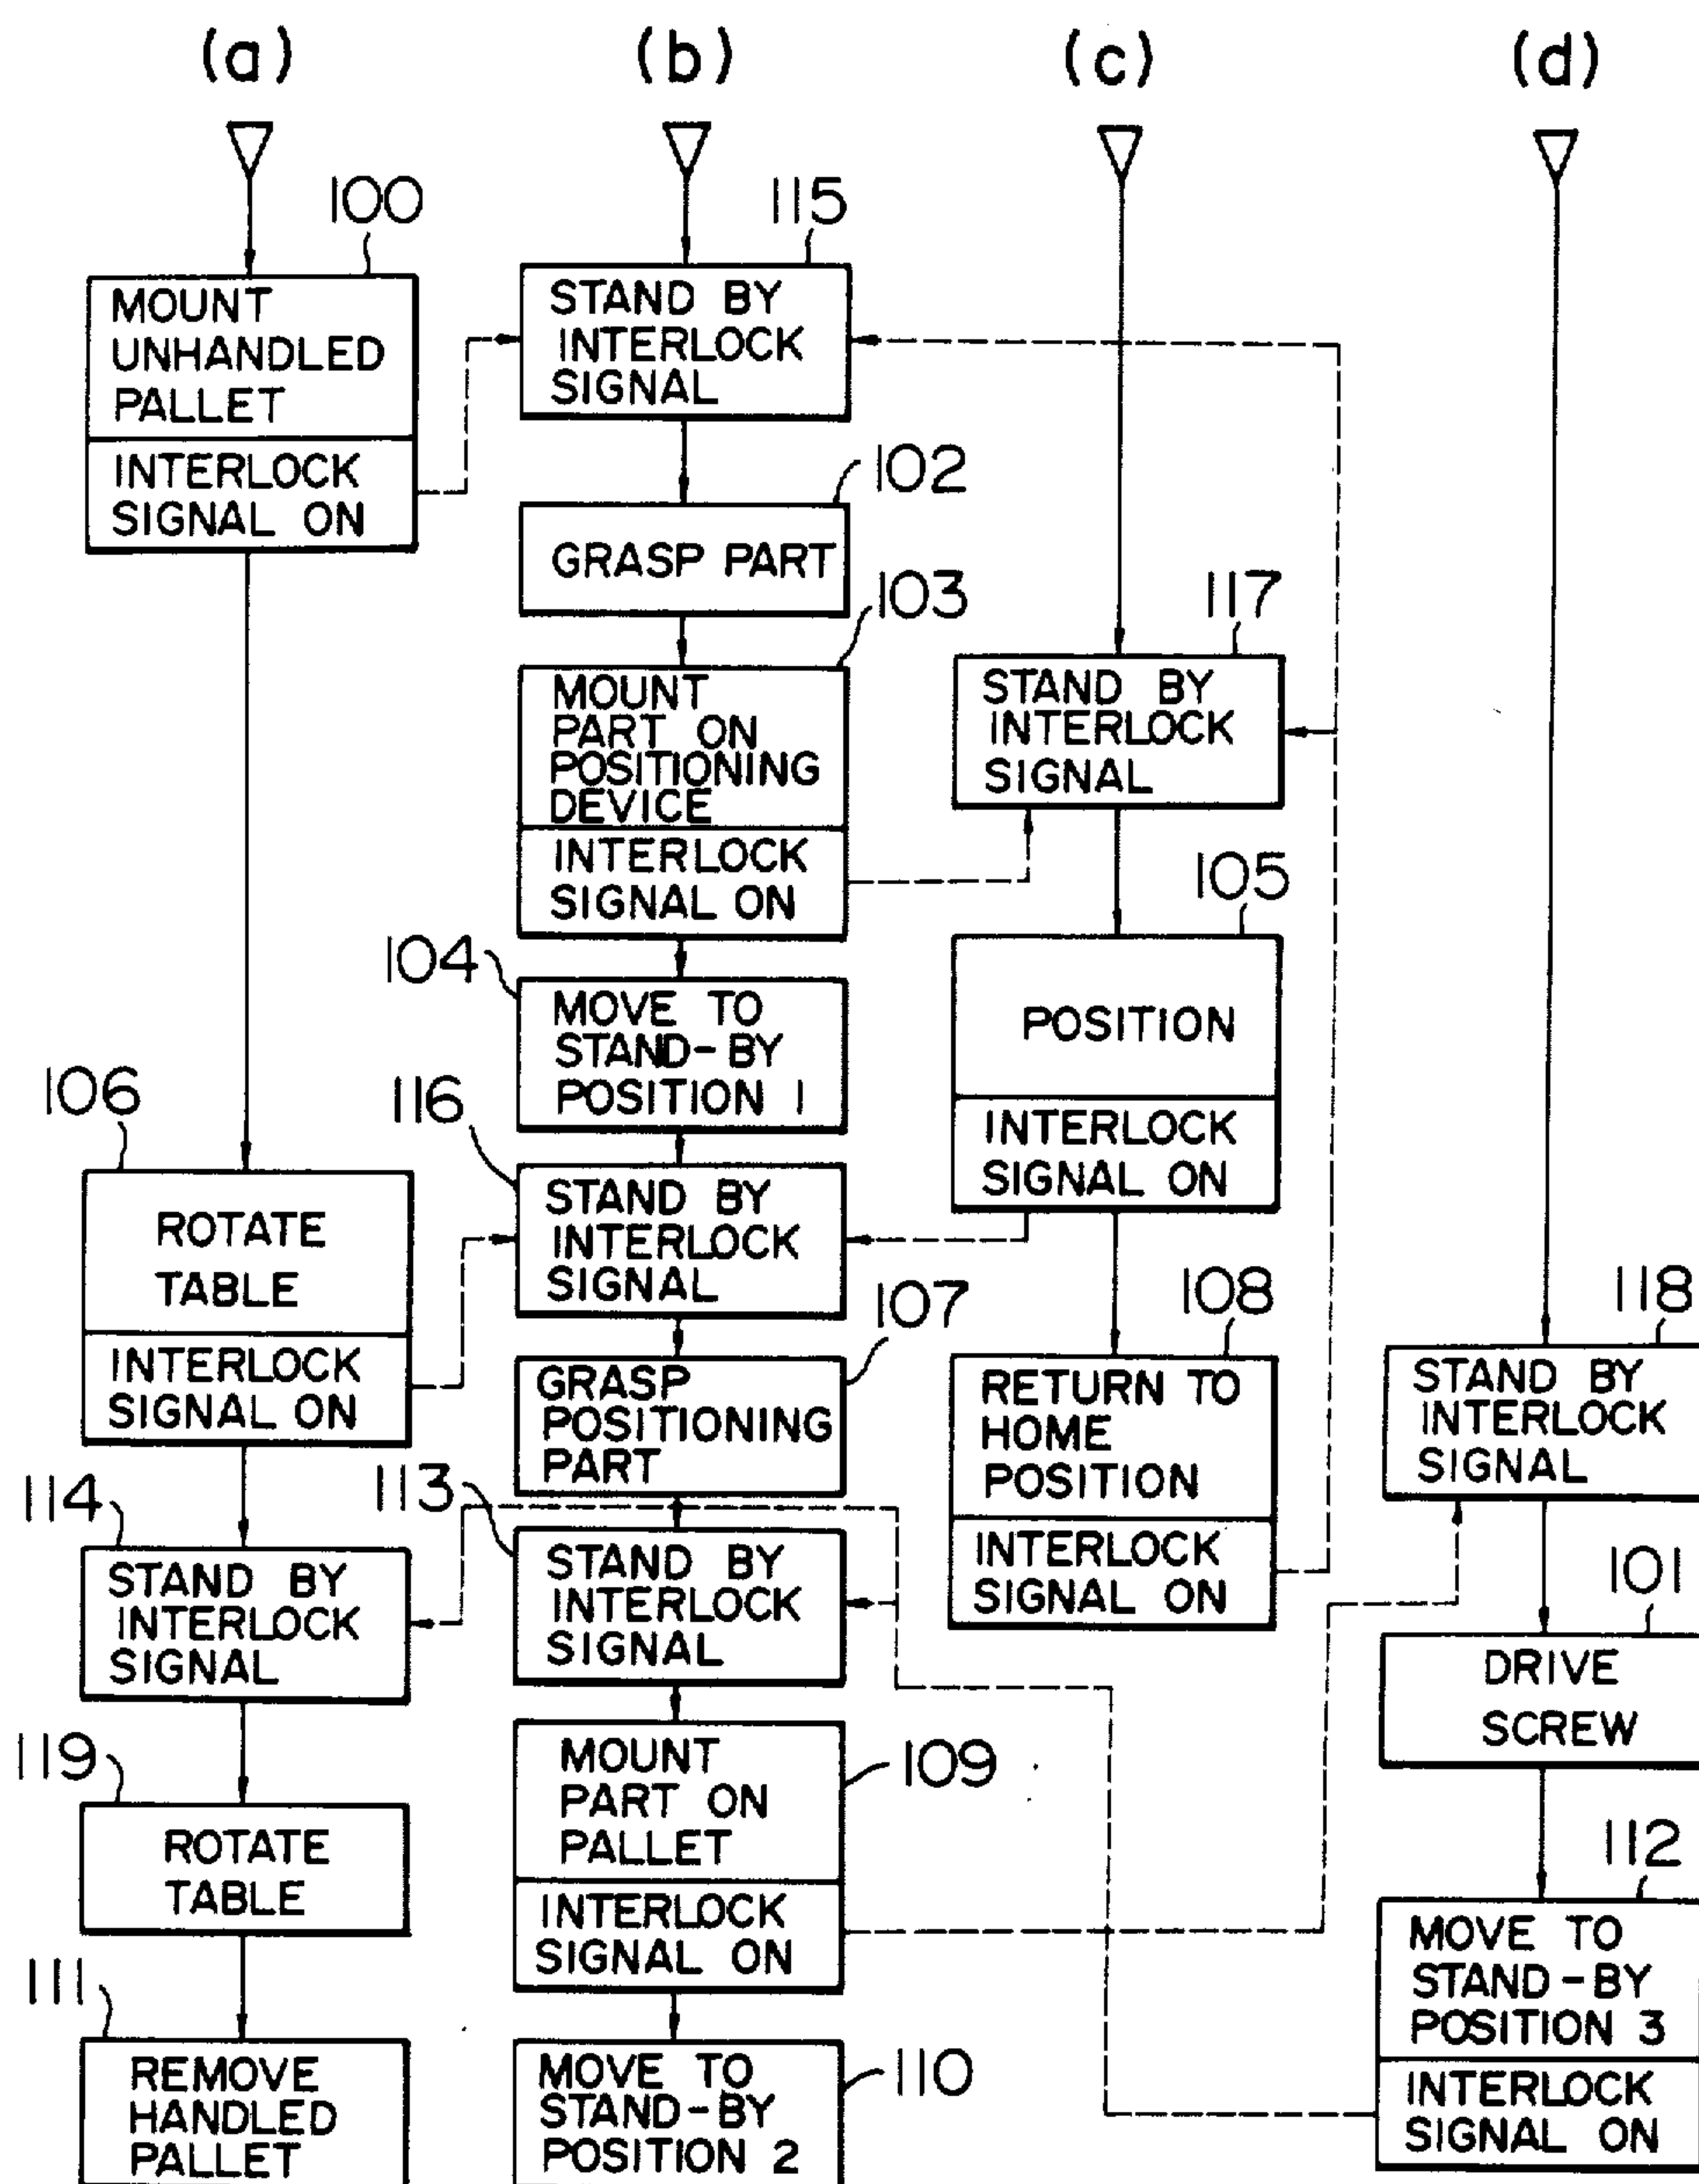 (a)
(b)
(c)
(d)
100
MOUNT
UNHANDLED
PALLET
INTERLOCK
SIGNAL ON
106
ROTATE
TABLE
INTERLOCK
SIGNAL ON
114
STAND BY
INTERLOCK
SIGNAL
119
ROTATE
TABLE
111
REMOVE
HANDLED
PALLET
115
STAND BY
INTERLOCK
SIGNAL
102
GRASP PART
103
MOUNT
PART ON
POSITIONING
DEVICE
INTERLOCK
SIGNAL ON
104
MOVE TO
STAND-BY
POSITION 1
116
STAND BY
INTERLOCK
SIGNAL
107
GRASP
POSITIONING
PART
113
STAND BY
INTERLOCK
SIGNAL
109
MOUNT
PART ON
PALLET
INTERLOCK
SIGNAL ON
110
MOVE TO
STAND-BY
POSITION 2
117
STAND BY
INTERLOCK
SIGNAL
105
POSITION
INTERLOCK
SIGNAL ON
108
RETURN TO
HOME
POSITION
INTERLOCK
SIGNAL ON
118
STAND BY
INTERLOCK
SIGNAL
101
DRIVE
SCREW
112
MOVE TO
STAND-BY
POSITION 3
INTERLOCK
SIGNAL ON